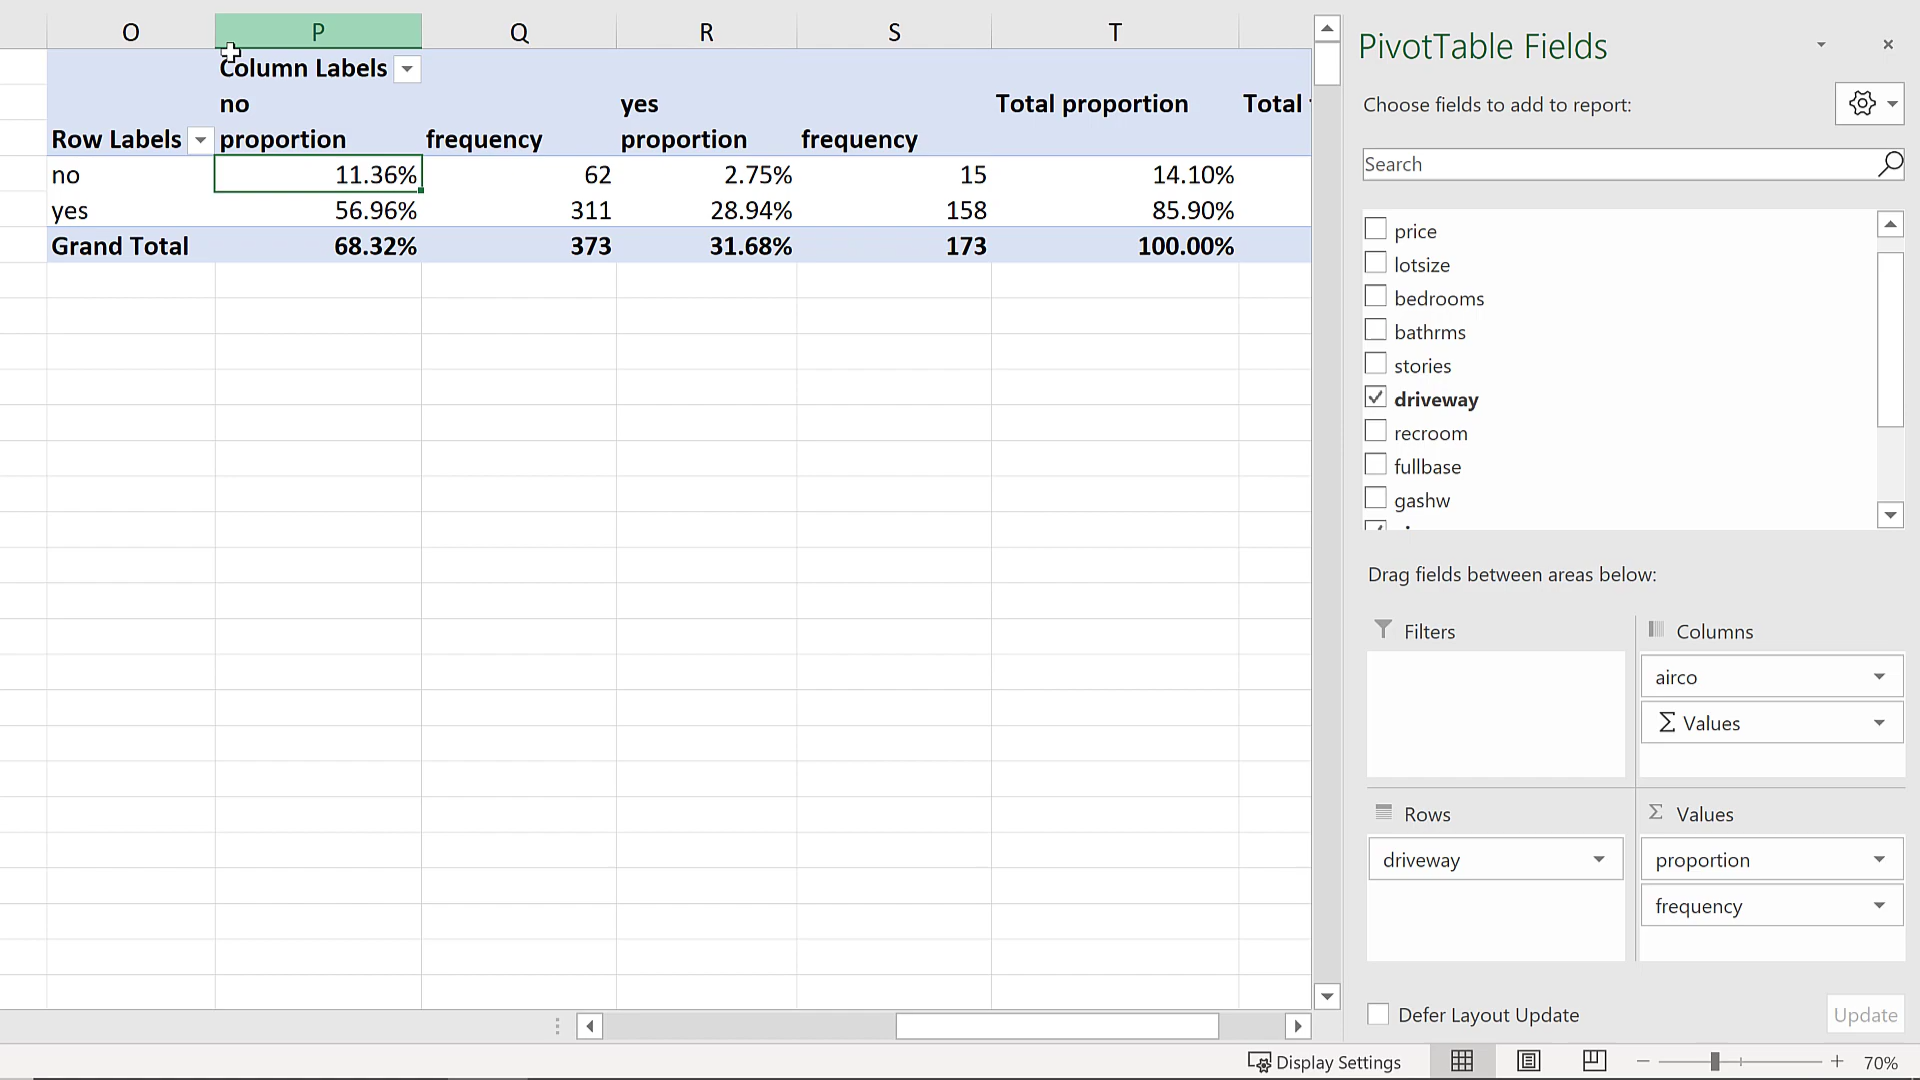 O P Q R S T
Column Labels
no yes Total proportion Total
Row Labels proportion frequency proportion frequency
no 11.36% 62 2.75% 15 14.10%
yes 56.96% 311 28.94% 158 85.90%
Grand Total 68.32% 373 31.68% 173 100.00%
PivotTable Fields
Choose fields to add to report:
Search
price
lotsize
bedrooms
bathrms
stories
driveway
recroom
fullbase
gashw
Drag fields between areas below:
Filters
Columns
airco
Σ Values
Rows
driveway
Σ Values
proportion
frequency
Defer Layout Update
Update
Display Settings
70%